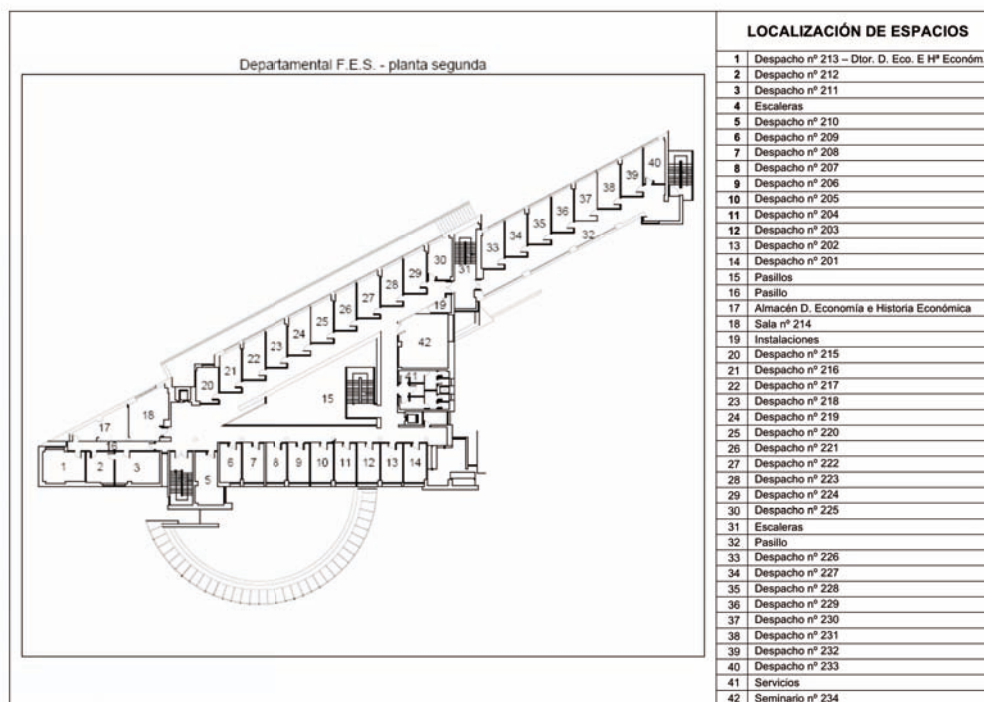 Departamental F.E.S. - planta segunda
40
39
38
37
36
35
34
33
32
31
30
29
28
27
26
25
24
23
22
21
20
19
42
41
15
18
17
16
1 2 3
5
6 7 8 9 10 11 12 13 14
LOCALIZACIÓN DE ESPACIOS
1 Despacho nº 213 – Dtor. D. Eco. E Hª Económ.
2 Despacho nº 212
3 Despacho nº 211
4 Escaleras
5 Despacho nº 210
6 Despacho nº 209
7 Despacho nº 208
8 Despacho nº 207
9 Despacho nº 206
10 Despacho nº 205
11 Despacho nº 204
12 Despacho nº 203
13 Despacho nº 202
14 Despacho nº 201
15 Pasillos
16 Pasillo
17 Almacén D. Economía e Historia Económica
18 Sala nº 214
19 Instalaciones
20 Despacho nº 215
21 Despacho nº 216
22 Despacho nº 217
23 Despacho nº 218
24 Despacho nº 219
25 Despacho nº 220
26 Despacho nº 221
27 Despacho nº 222
28 Despacho nº 223
29 Despacho nº 224
30 Despacho nº 225
31 Escaleras
32 Pasillo
33 Despacho nº 226
34 Despacho nº 227
35 Despacho nº 228
36 Despacho nº 229
37 Despacho nº 230
38 Despacho nº 231
39 Despacho nº 232
40 Despacho nº 233
41 Servicios
42 Seminario nº 234